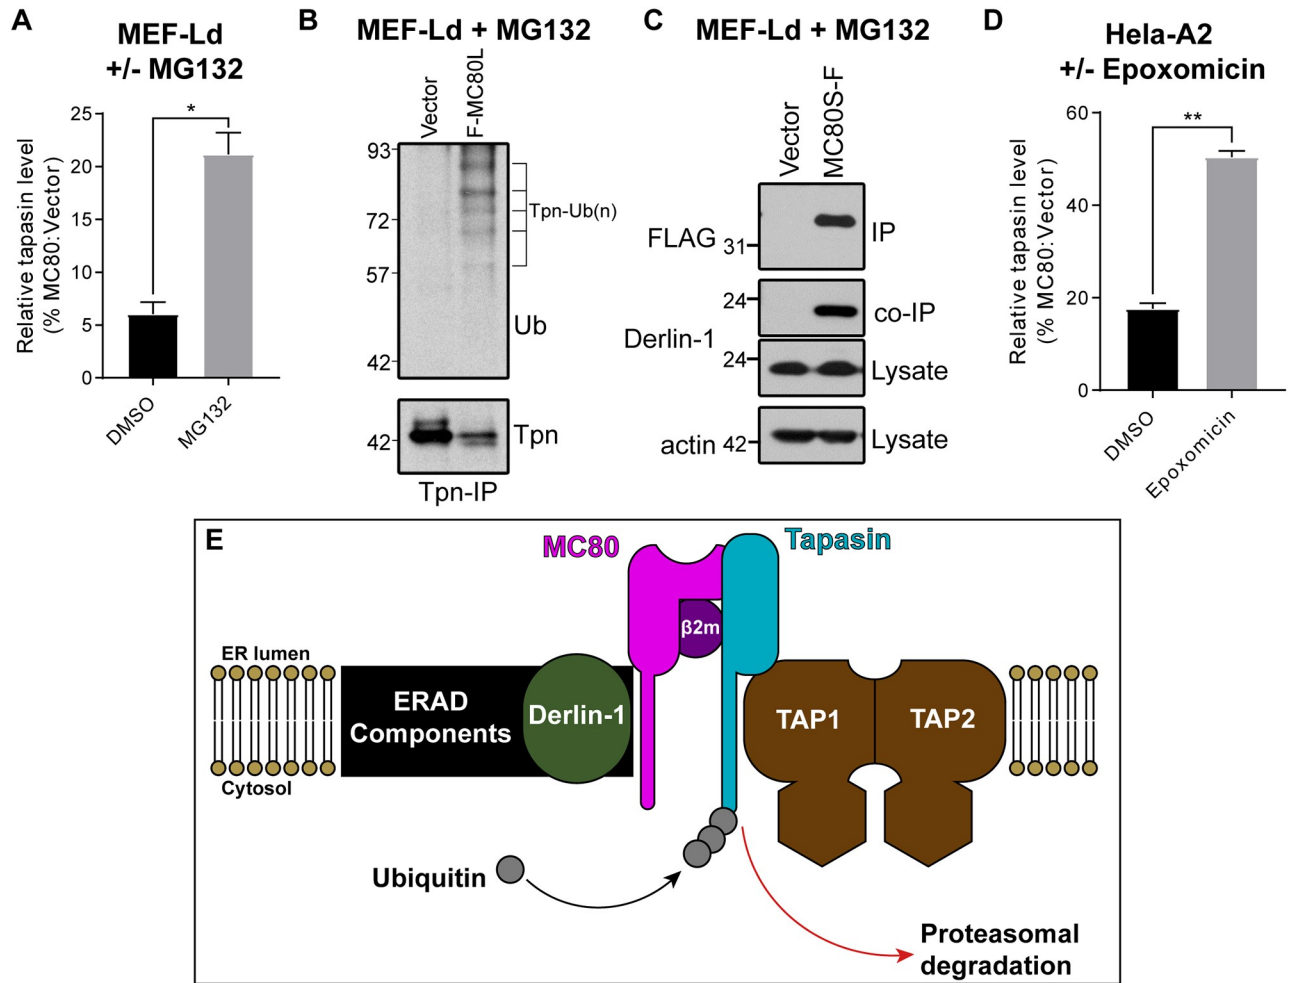 A
MEF-Ld
+/- MG132
Relative tapasin level
(% MC80:Vector)
25
20
15
10
5
0
*
DMSO
MG132
B
MEF-Ld + MG132
Vector
F-MC80L
93
72
57
42
Tpn-Ub(n)
Ub
42
Tpn
Tpn-IP
C
MEF-Ld + MG132
Vector
MC80S-F
FLAG
31
IP
24
co-IP
Derlin-1
24
Lysate
actin
42
Lysate
D
Hela-A2
+/- Epoxomicin
Relative tapasin level
(% MC80:Vector)
60
40
20
0
**
DMSO
Epoxomicin
E
MC80
Tapasin
β2m
ER lumen
ERAD
Components
Derlin-1
TAP1
TAP2
Cytosol
Ubiquitin
Proteasomal
degradation